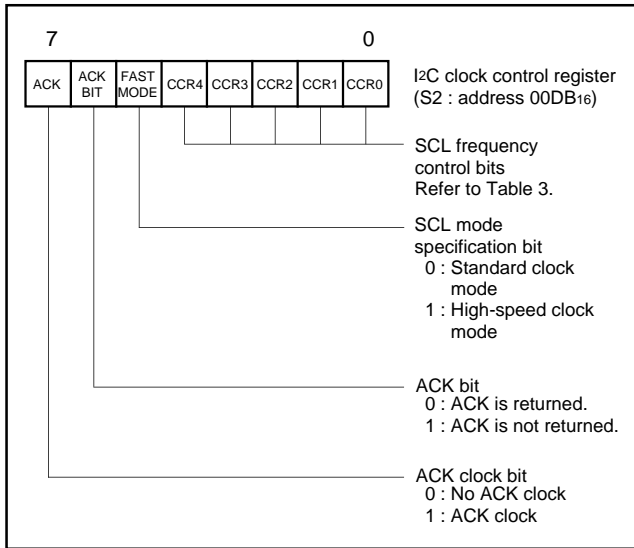 7 0
ACK ACK BIT FAST MODE CCR4 CCR3 CCR2 CCR1 CCR0
I2C clock control register
(S2 : address 00DB16)
SCL frequency
control bits
Refer to Table 3.
SCL mode
specification bit
0 : Standard clock
mode
1 : High-speed clock
mode
ACK bit
0 : ACK is returned.
1 : ACK is not returned.
ACK clock bit
0 : No ACK clock
1 : ACK clock